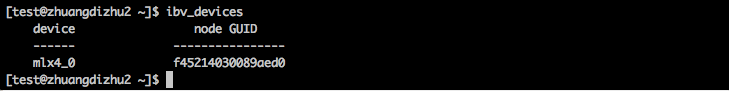 [test@zhuangdizhu2 ~]$ ibv_devices
    device                 node GUID
    ------              ----------------
    mlx4_0              f45214030089aed0
[test@zhuangdizhu2 ~]$